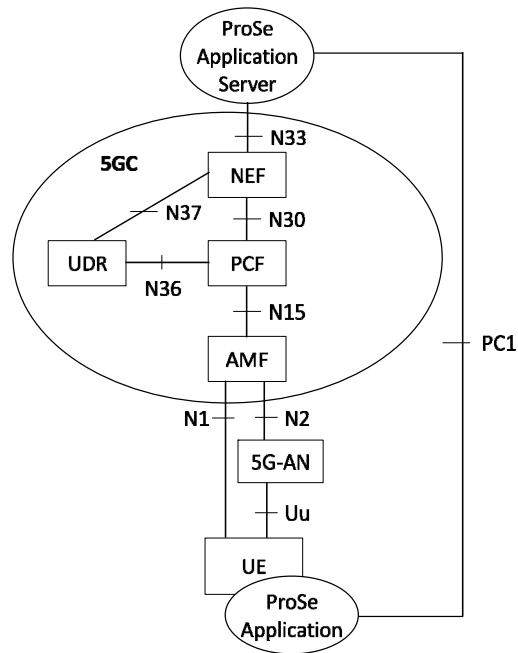 ProSe
Application
Server
N33
5GC
NEF
N37
N30
UDR
PCF
N36
N15
PC1
AMF
N1
N2
5G-AN
Uu
UE
ProSe
Application